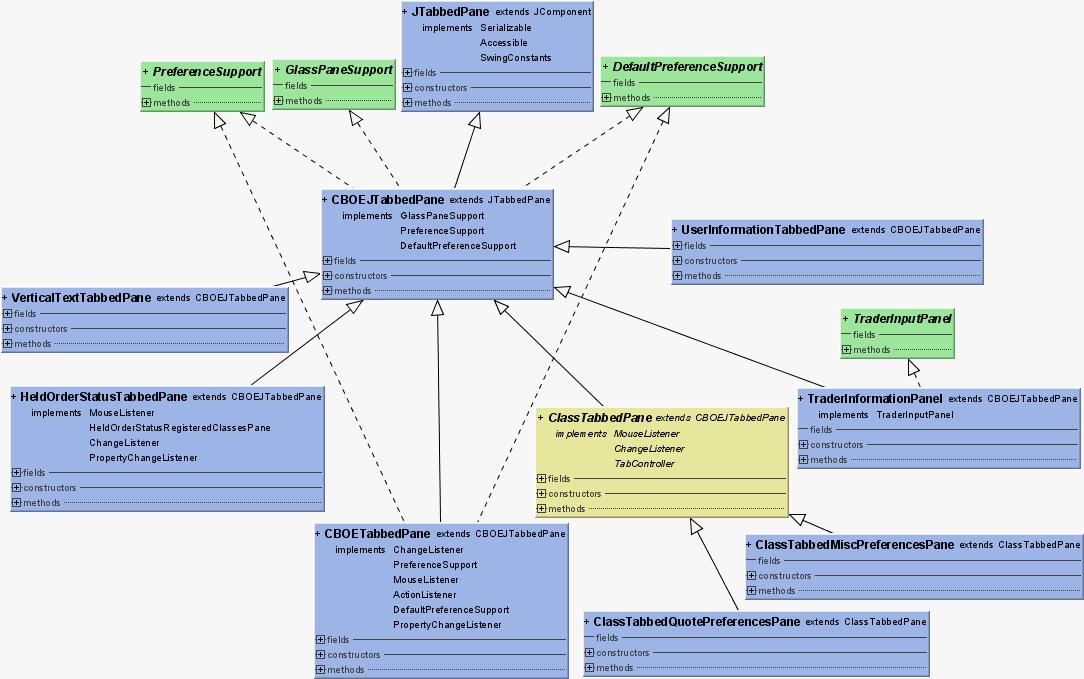 + JTabbedPane extends JComponent
implements Serializable
Accessible
SwingConstants
fields
constructors
methods
+ PreferenceSupport
fields
methods
+ GlassPaneSupport
fields
methods
+ DefaultPreferenceSupport
fields
methods
+ CBOEJTabbedPane extends JTabbedPane
implements GlassPaneSupport
PreferenceSupport
DefaultPreferenceSupport
fields
constructors
methods
+ UserInformationTabbedPane extends CBOEJTabbedPane
fields
constructors
methods
+ VerticalTextTabbedPane extends CBOEJTabbedPane
fields
constructors
methods
+ TraderInputPanel
fields
methods
+ HeldOrderStatusTabbedPane extends CBOEJTabbedPane
implements MouseListener
HeldOrderStatusRegisteredClassesPane
ChangeListener
PropertyChangeListener
fields
constructors
methods
+ ClassTabbedPane extends CBOEJTabbedPane
implements MouseListener
ChangeListener
TabController
fields
constructors
methods
+ TraderInformationPanel extends CBOEJTabbedPane
implements TraderInputPanel
fields
constructors
methods
+ CBOETabbedPane extends CBOEJTabbedPane
implements ChangeListener
PreferenceSupport
MouseListener
ActionListener
DefaultPreferenceSupport
PropertyChangeListener
fields
constructors
methods
+ ClassTabbedMiscPreferencesPane extends ClassTabbedPane
fields
constructors
methods
+ ClassTabbedQuotePreferencesPane extends ClassTabbedPane
fields
constructors
methods